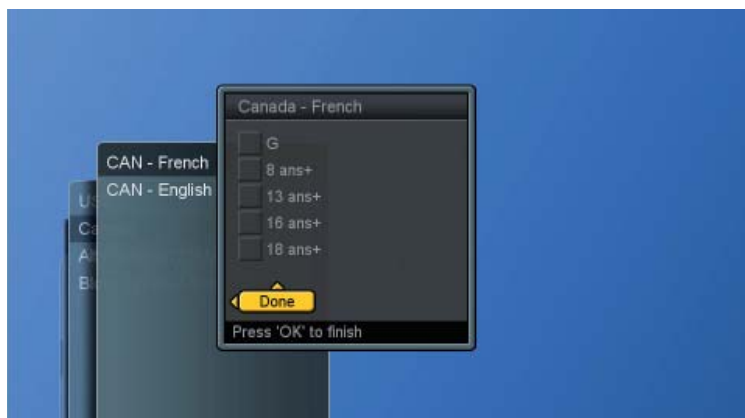 Canada - French
G
8 ans+
13 ans+
16 ans+
18 ans+
Done
Press 'OK' to finish
CAN - French
CAN - English